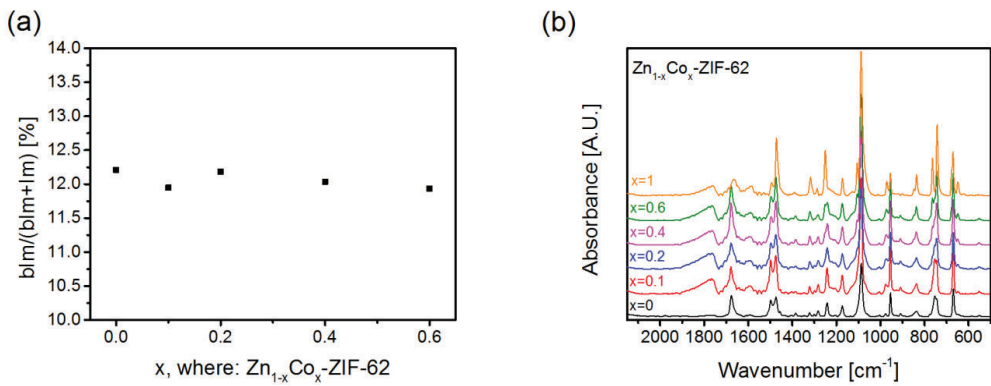 (a)
14.0
13.5
13.0
12.5
12.0
11.5
11.0
10.5
10.0
bIm/(bIm+Im) [%]
0.0 0.2 0.4 0.6
x, where: Zn1-xCox-ZIF-62
(b)
Zn1-xCox-ZIF-62
Absorbance [A.U.]
x=1
x=0.6
x=0.4
x=0.2
x=0.1
x=0
2000 1800 1600 1400 1200 1000 800 600
Wavenumber [cm-1]